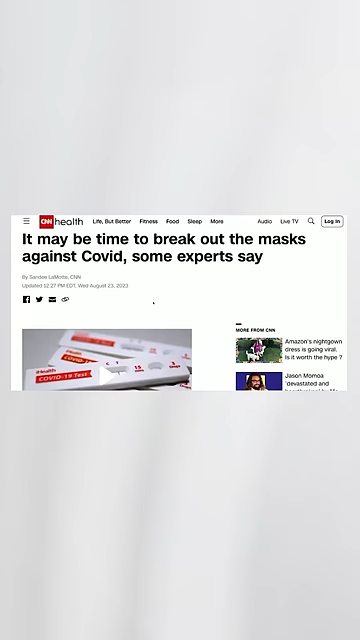 CNN health Life, But Better Fitness Food Sleep More Audio Live TV Log In
It may be time to break out the masks
against Covid, some experts say
By Sandee LaMotte, CNN
Updated 12:27 PM EDT, Wed August 23, 2023
MORE FROM CNN
Amazon's nightgown
dress is going viral.
Is it worth the hype ?
Jason Momoa
'devastated and
iHealth
COVID-19 Test
C T
15